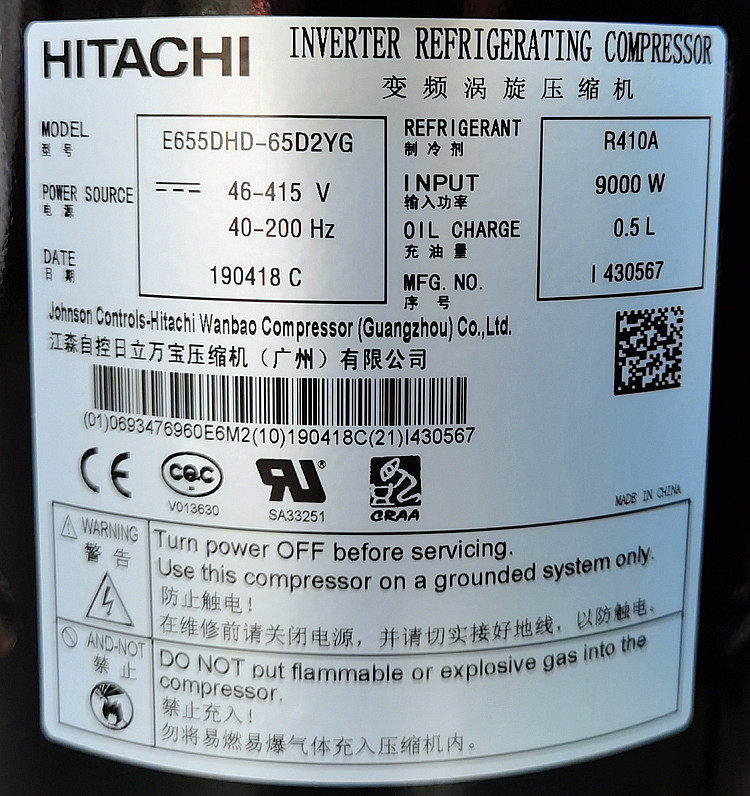 HITACHI INVERTER REFRIGERATING COMPRESSOR
变频涡旋压缩机
MODEL E655DHD-65D2YG
型号
POWER SOURCE 46-415 V
电源 40-200 Hz
DATE 190418 C
日期
REFRIGERANT R410A
制冷剂
INPUT 9000 W
输入功率
OIL CHARGE 0.5 L
充油量
MFG. NO. I 430567
序号
Johnson Controls-Hitachi Wanbao Compressor (Guangzhou) Co.,Ltd.
江森自控日立万宝压缩机（广州）有限公司
(01)0693476960E6M2(10)190418C(21)I430567
CE
CQC
V013630
RU®
SA33251
CRAA
MADE IN CHINA
WARNING
警告
Turn power OFF before servicing.
Use this compressor on a grounded system only.
防止触电！
在维修前请关闭电源，并请切实接好地线，以防触电。
AND-NOT
禁止
DO NOT put flammable or explosive gas into the
compressor.
禁止充入！
勿将易燃易爆气体充入压缩机内。